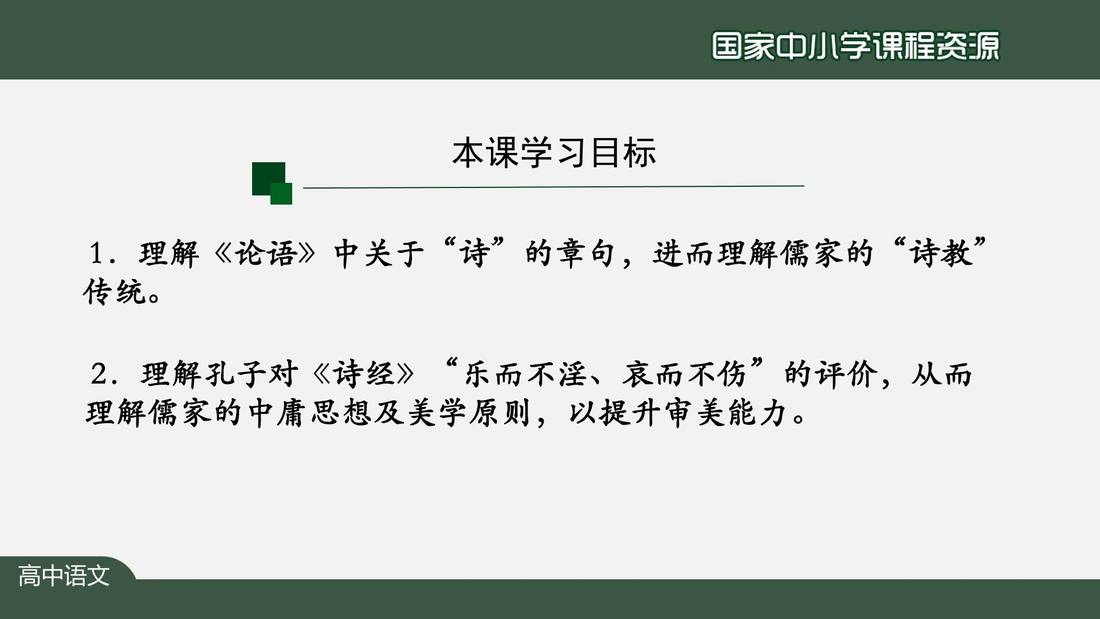 国家中小学课程资源
本课学习目标
1．理解《论语》中关于“诗”的章句，进而理解儒家的“诗教”
传统。
2．理解孔子对《诗经》“乐而不淫、哀而不伤”的评价，从而
理解儒家的中庸思想及美学原则，以提升审美能力。
高中语文